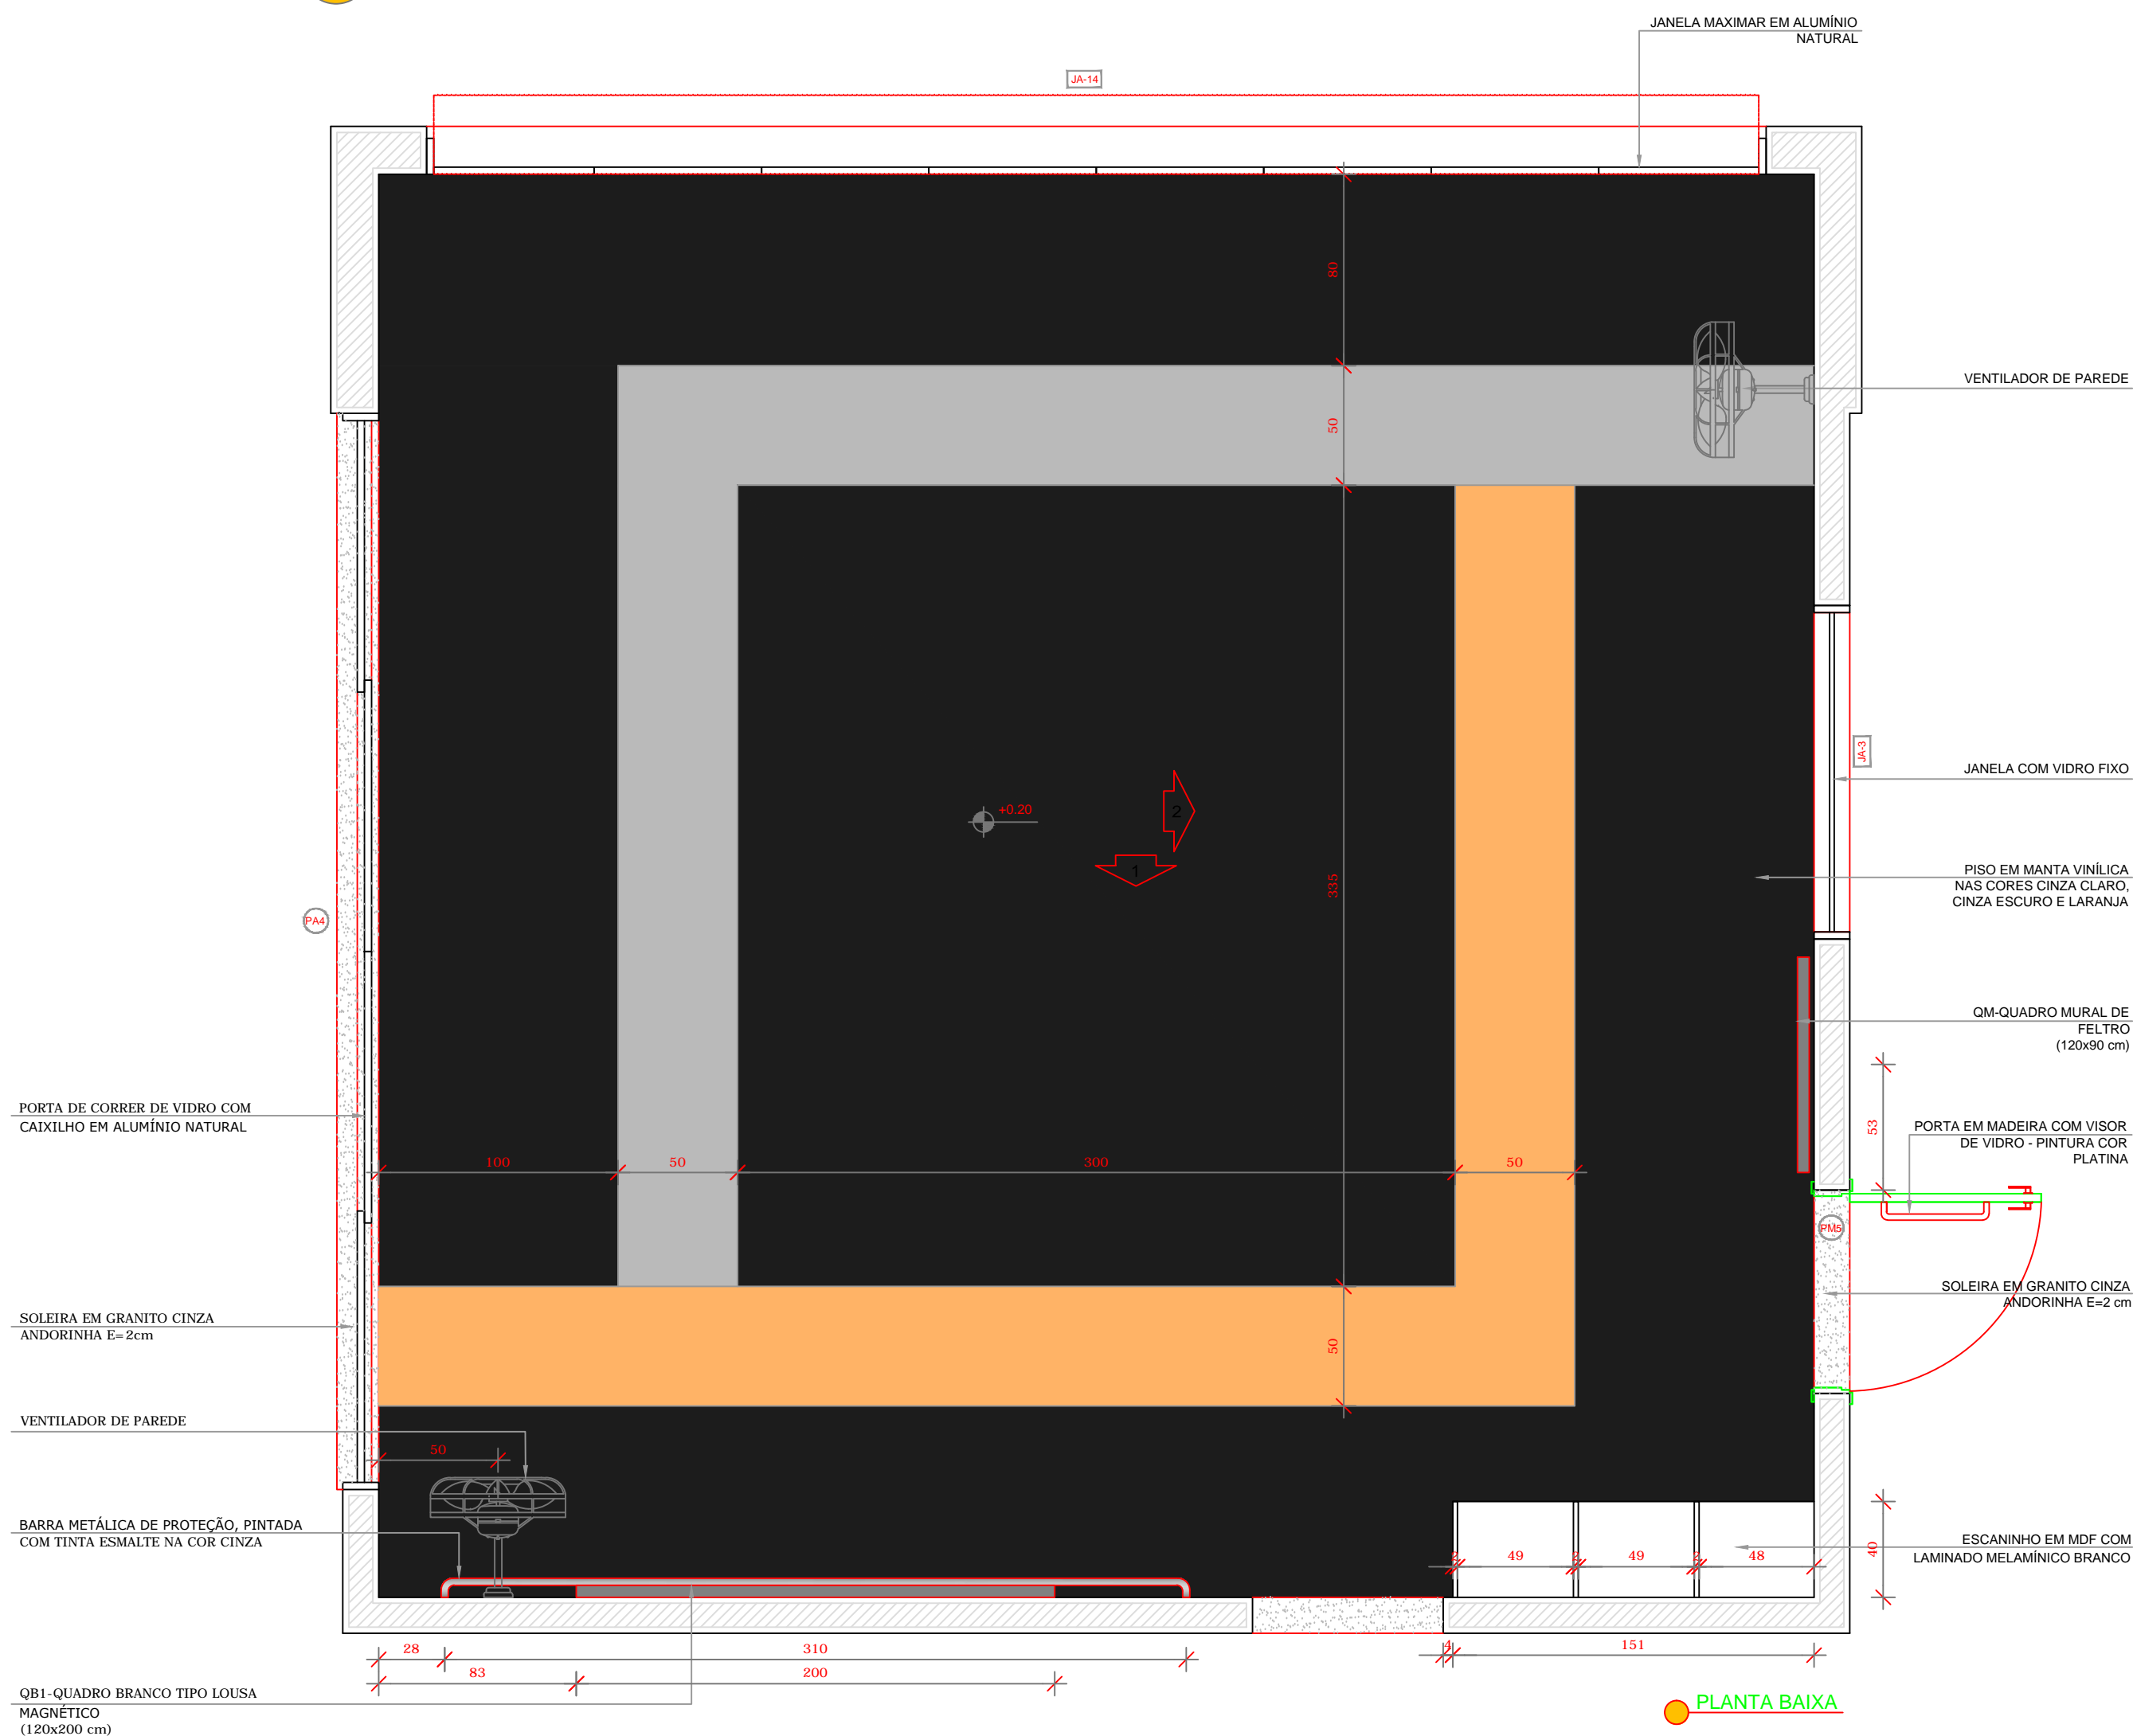 JANELA MAXIMAR EM ALUMÍNIO
NATURAL
JA-14
80
VENTILADOR DE PAREDE
50
JA-3
JANELA COM VIDRO FIXO
+0.20
2
1
335
PISO EM MANTA VINÍLICA
NAS CORES CINZA CLARO,
CINZA ESCURO E LARANJA
PA4
QM-QUADRO MURAL DE
FELTRO
(120x90 cm)
PORTA DE CORRER DE VIDRO COM
CAIXILHO EM ALUMÍNIO NATURAL
53
PORTA EM MADEIRA COM VISOR
DE VIDRO - PINTURA COR
PLATINA
100
50
300
50
PM5
SOLEIRA EM GRANITO CINZA
ANDORINHA E=2 cm
SOLEIRA EM GRANITO CINZA
ANDORINHA E=2cm
50
VENTILADOR DE PAREDE
50
BARRA METÁLICA DE PROTEÇÃO, PINTADA
COM TINTA ESMALTE NA COR CINZA
2
49
2
49
2
48
40
ESCANINHO EM MDF COM
LAMINADO MELAMÍNICO BRANCO
28
310
4
151
83
200
QB1-QUADRO BRANCO TIPO LOUSA
MAGNÉTICO
(120x200 cm)
PLANTA BAIXA